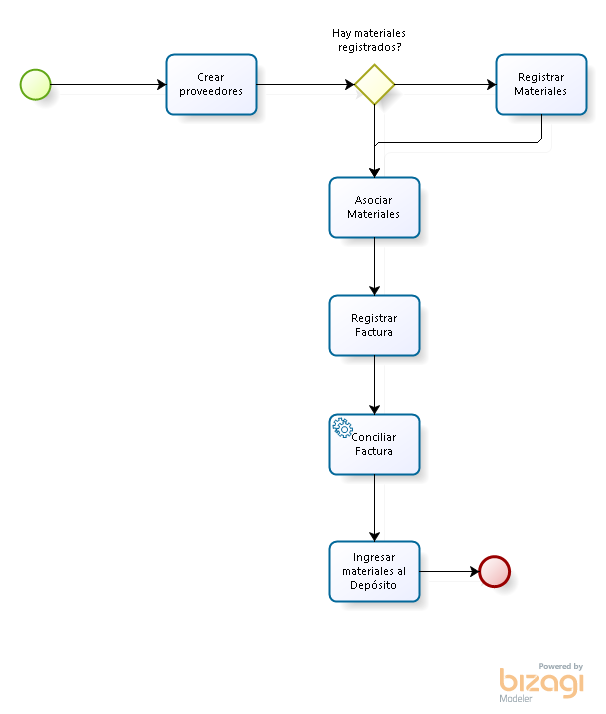 Hay materiales
registrados?
Crear
proveedores
Registrar
Materiales
Asociar
Materiales
Registrar
Factura
Conciliar
Factura
Ingresar
materiales al
Depósito
Powered by
bizagi
Modeler